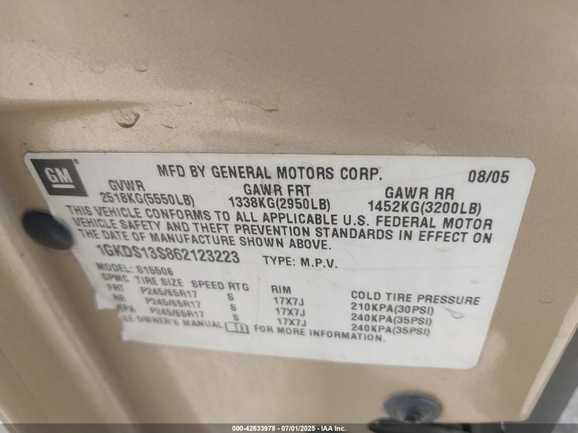 GM
MFD BY GENERAL MOTORS CORP. 08/05
GVWR GAWR FRT GAWR RR
2518KG(5550LB) 1338KG(2950LB) 1452KG(3200LB)
THIS VEHICLE CONFORMS TO ALL APPLICABLE U.S. FEDERAL MOTOR
VEHICLE SAFETY AND THEFT PREVENTION STANDARDS IN EFFECT ON
THE DATE OF MANUFACTURE SHOWN ABOVE.
1GKDS13S862123223 TYPE: M.P.V.
MODEL: S15506
SPMC TIRE SIZE SPEED RTG RIM COLD TIRE PRESSURE
FRT P245/65R17 S 17X7J 210KPA(30PSI)
RR P245/65R17 S 17X7J 240KPA(35PSI)
P245/65R17 S 17X7J 240KPA(35PSI)
OWNER'S MANUAL FOR MORE INFORMATION.
000-42633978 07/01/2025 - IAA Inc.